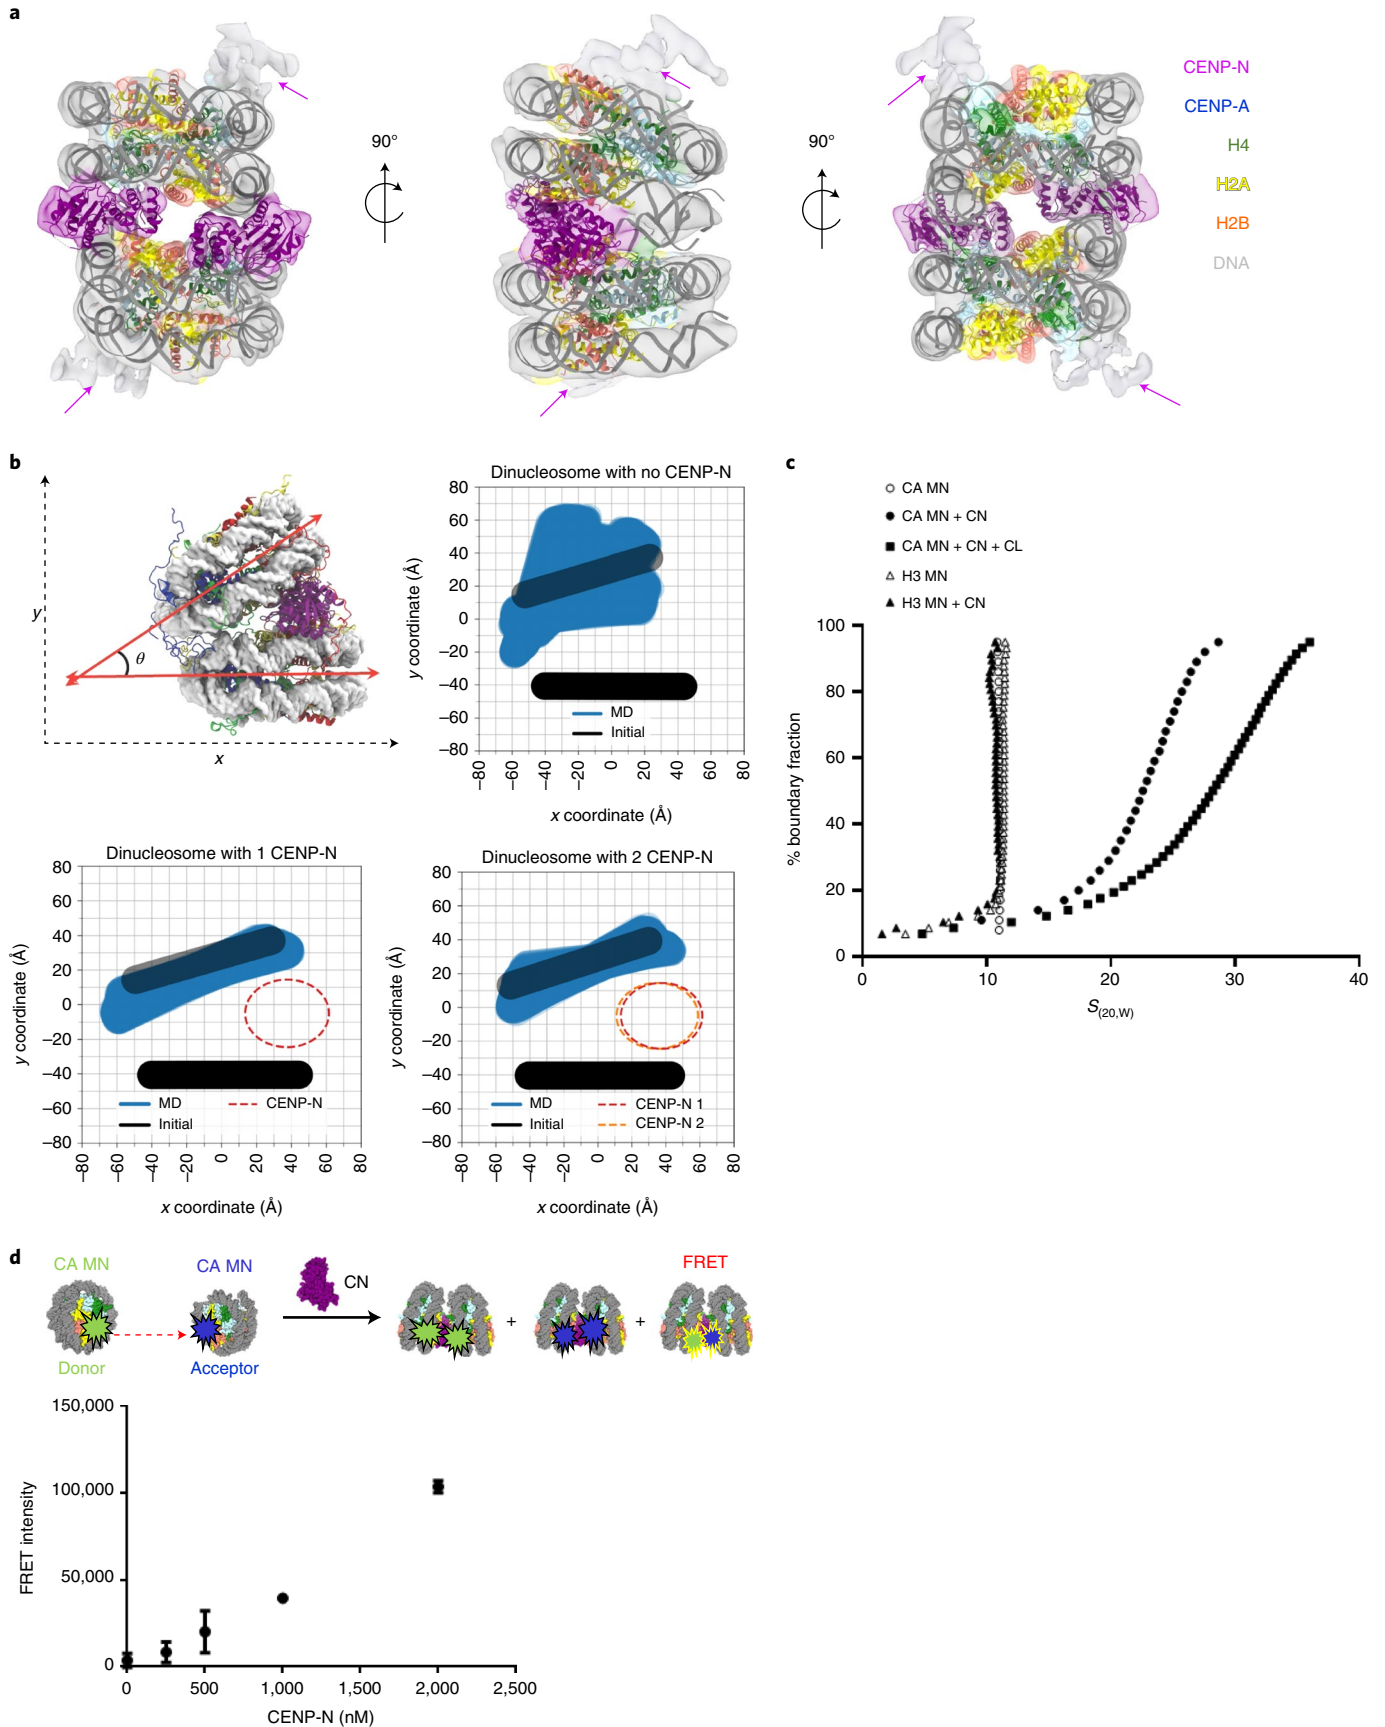 a
90°
90°
CENP-N
CENP-A
H4
H2A
H2B
DNA
b
y
θ
x
Dinucleosome with no CENP-N
80
60
40
20
0
–20
–40
–60
–80
y coordinate (Å)
MD
Initial
–80
–60
–40
–20
0
20
40
60
80
x coordinate (Å)
Dinucleosome with 1 CENP-N
80
60
40
20
0
–20
–40
–60
–80
y coordinate (Å)
MD
CENP-N
Initial
–80
–60
–40
–20
0
20
40
60
80
x coordinate (Å)
Dinucleosome with 2 CENP-N
80
60
40
20
0
–20
–40
–60
–80
y coordinate (Å)
MD
CENP-N 1
Initial
CENP-N 2
–80
–60
–40
–20
0
20
40
60
80
x coordinate (Å)
c
CA MN
CA MN + CN
CA MN + CN + CL
H3 MN
H3 MN + CN
100
80
60
40
20
0
% boundary fraction
0
10
20
30
40
S(20,W)
d
CA MN
CA MN
CN
FRET
Donor
Acceptor
+
+
150,000
100,000
50,000
0
FRET intensity
0
500
1,000
1,500
2,000
2,500
CENP-N (nM)